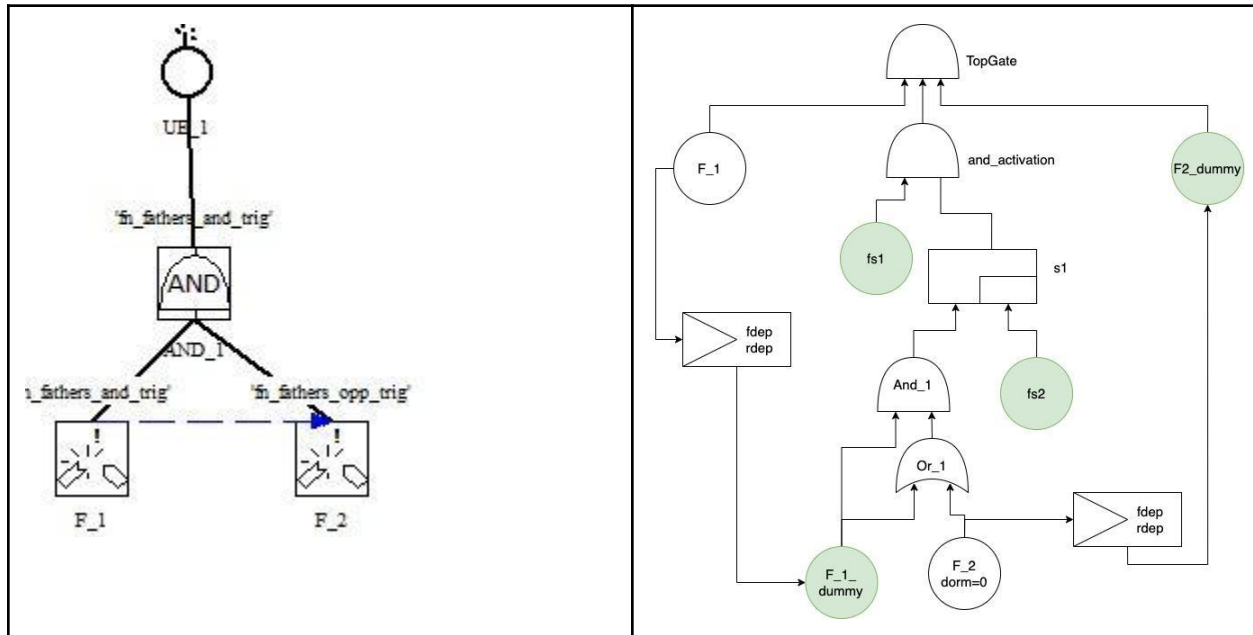 UE_1
'fn_fathers_and_trig'
AND
AND_1
n_fathers_and_trig'
'fn_fathers_opp_trig'
!
!
F_1
F_2
TopGate
F_1
and_activation
F2_dummy
fs1
s1
fdep
rdep
And_1
fs2
Or_1
fdep
rdep
F_1_
dummy
F_2
dorm=0